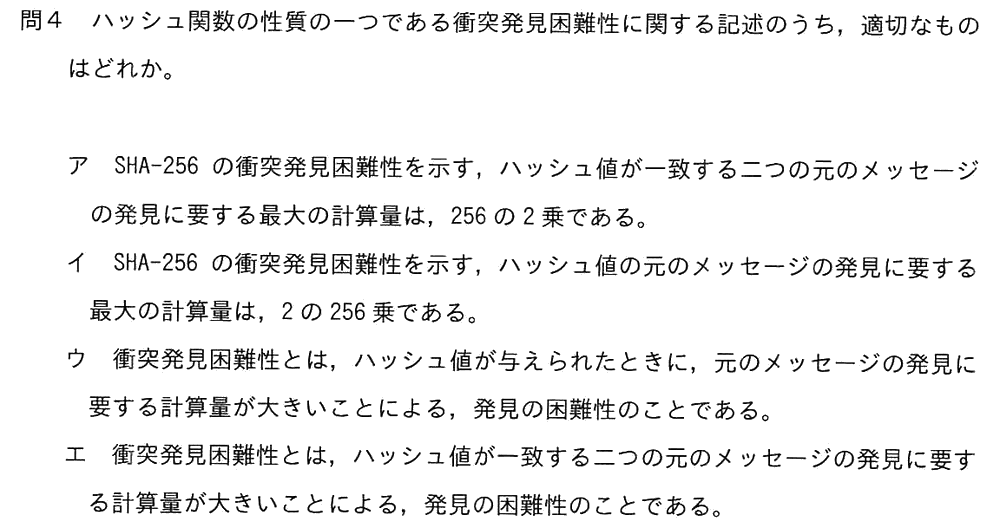 問4 ハッシュ関数の性質の一つである衝突発見困難性に関する記述のうち，適切なもの
はどれか。
ア SHA-256 の衝突発見困難性を示す，ハッシュ値が一致する二つの元のメッセージ
の発見に要する最大の計算量は，256 の 2 乗である。
イ SHA-256 の衝突発見困難性を示す，ハッシュ値の元のメッセージの発見に要する
最大の計算量は，2 の 256 乗である。
ウ 衝突発見困難性とは，ハッシュ値が与えられたときに，元のメッセージの発見に
要する計算量が大きいことによる，発見の困難性のことである。
エ 衝突発見困難性とは，ハッシュ値が一致する二つの元のメッセージの発見に要す
る計算量が大きいことによる，発見の困難性のことである。